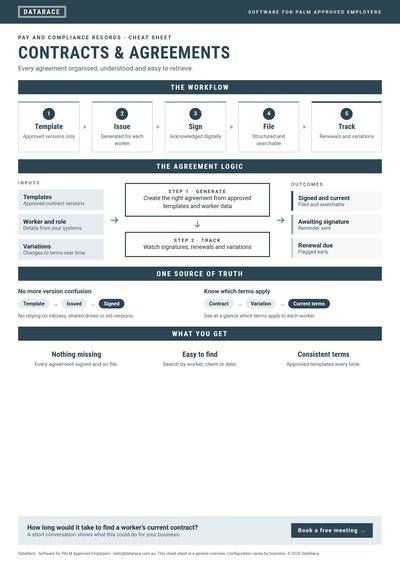 DATARACE
SOFTWARE FOR PALM APPROVED EMPLOYERS
PAY AND COMPLIANCE RECORDS · CHEAT SHEET
CONTRACTS & AGREEMENTS
Every agreement organised, understood and easy to retrieve.
THE WORKFLOW
1
Template
Approved versions only
2
Issue
Generated for each
worker
3
Sign
Acknowledged digitally
4
File
Structured and
searchable
5
Track
Renewals and variations
THE AGREEMENT LOGIC
INPUTS
Templates
Approved contract versions
Worker and role
Details from your systems
Variations
Changes to terms over time
STEP 1 · GENERATE
Create the right agreement from approved
templates and worker data
STEP 2 · TRACK
Watch signatures, renewals and variations
OUTCOMES
Signed and current
Filed and searchable
Awaiting signature
Reminder sent
Renewal due
Flagged early
ONE SOURCE OF TRUTH
No more version confusion
Template → Issued → Signed
No relying on inboxes, shared drives or old versions.
Know which terms apply
Contract → Variation → Current terms
See at a glance which terms apply to each worker.
WHAT YOU GET
Nothing missing
Every agreement signed and on file.
Easy to find
Search by worker, client or date.
Consistent terms
Approved templates every time.
How long would it take to find a worker's current contract?
A short conversation shows what this could do for your business.
Book a free meeting →
DataRace · Software for PALM Approved Employers · hello@datarace.com.au · This cheat sheet is a general overview. Configuration varies by business. © 2026 DataRace.